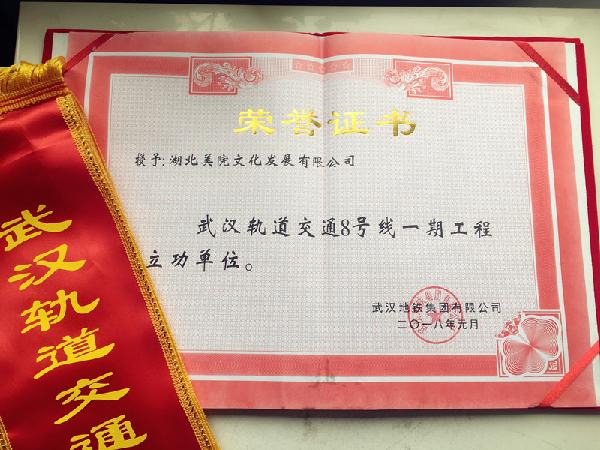 荣誉证书
授予:湖北美院文化发展有限公司
武汉轨道交通8号线一期工程
立功单位。
武汉地铁集团有限公司
二〇一八年元月
武汉轨道交通